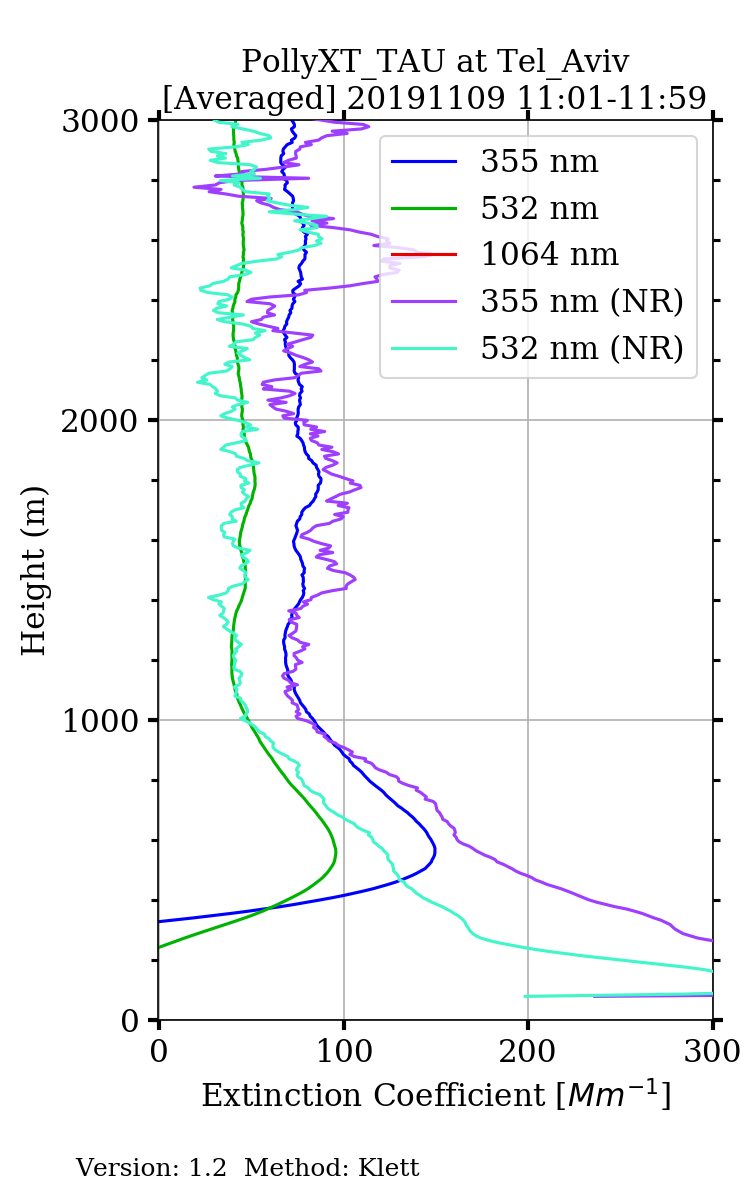 PollyXT_TAU at Tel_Aviv
[Averaged] 20191109 11:01-11:59
3000
2000
1000
0
Height (m)
355 nm
532 nm
1064 nm
355 nm (NR)
532 nm (NR)
0 100 200 300
Extinction Coefficient [Mm⁻¹]
Version: 1.2 Method: Klett